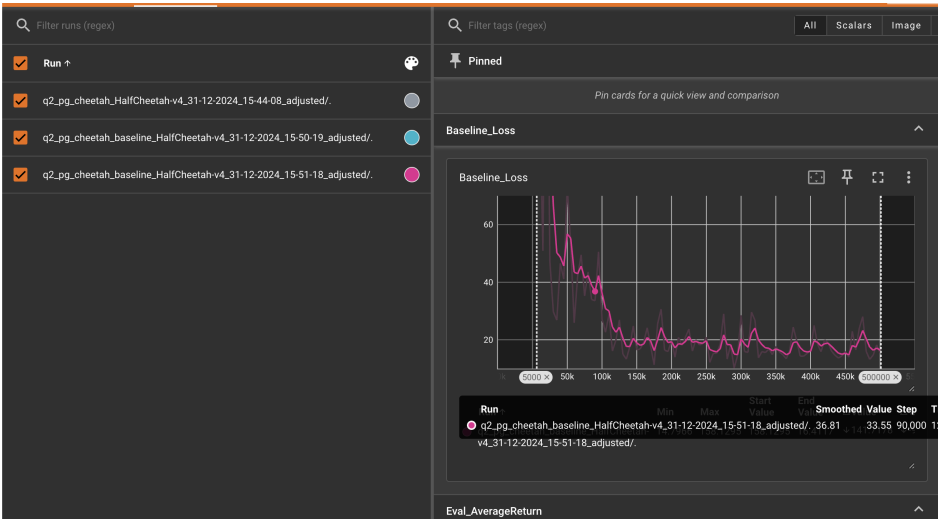 Filter runs (regex)
Run ↑
q2_pg_cheetah_HalfCheetah-v4_31-12-2024_15-44-08_adjusted/.
q2_pg_cheetah_baseline_HalfCheetah-v4_31-12-2024_15-50-19_adjusted/.
q2_pg_cheetah_baseline_HalfCheetah-v4_31-12-2024_15-51-18_adjusted/.
Filter tags (regex)
All Scalars Image
Pinned
Pin cards for a quick view and comparison
Baseline_Loss
Baseline_Loss
60
40
20
5000 × 50k 100k 150k 200k 250k 300k 350k 400k 450k 500000 ×
Min Max Start Value End
Run Smoothed Value Step
q2_pg_cheetah_baseline_HalfCheetah-v4_31-12-2024_15-51-18_adjusted/. 36.81 33.55 90,000
v4_31-12-2024_15-51-18_adjusted/.
Eval_AverageReturn